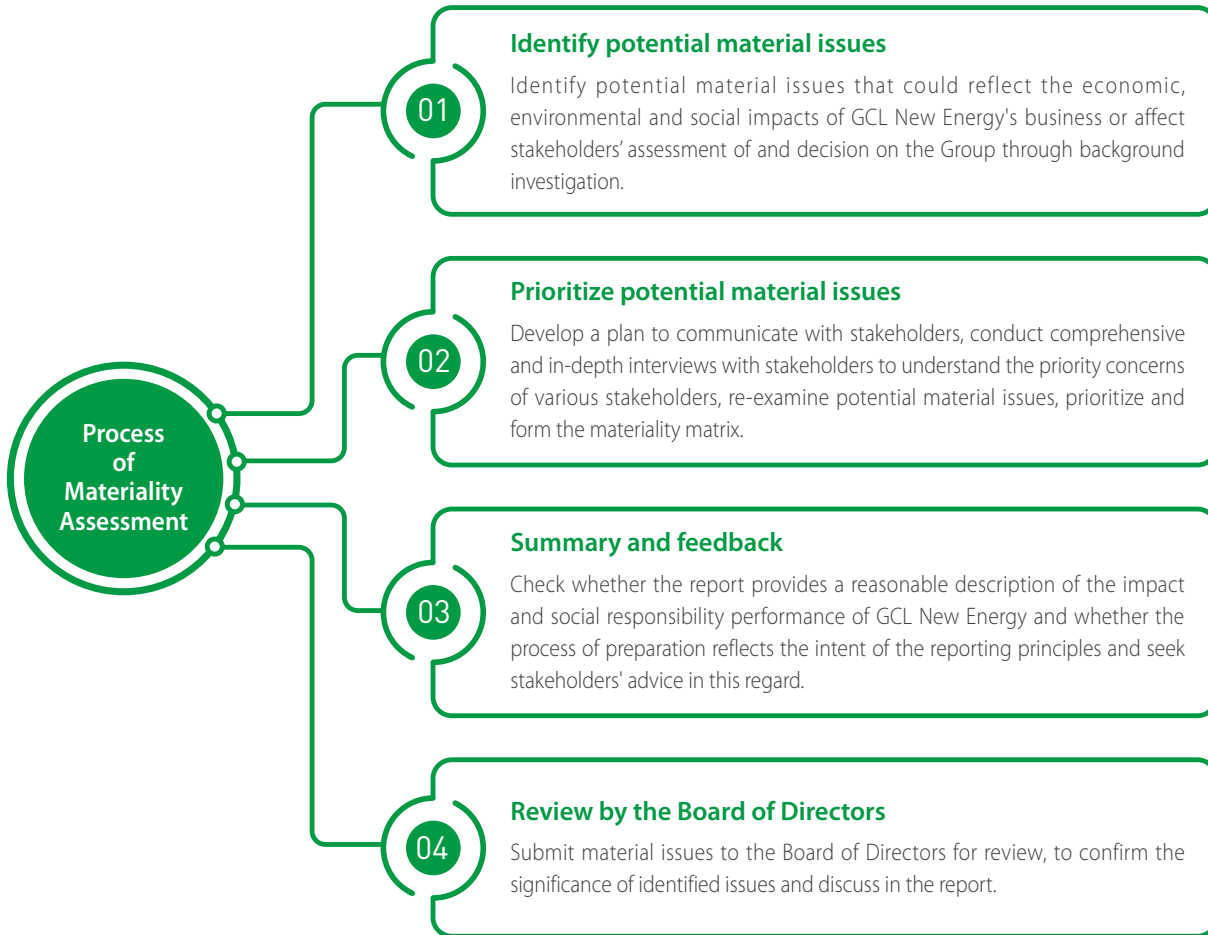 Process
of
Materiality
Assessment
01
Identify potential material issues
Identify potential material issues that could reflect the economic,
environmental and social impacts of GCL New Energy's business or affect
stakeholders’ assessment of and decision on the Group through background
investigation.
02
Prioritize potential material issues
Develop a plan to communicate with stakeholders, conduct comprehensive
and in-depth interviews with stakeholders to understand the priority concerns
of various stakeholders, re-examine potential material issues, prioritize and
form the materiality matrix.
03
Summary and feedback
Check whether the report provides a reasonable description of the impact
and social responsibility performance of GCL New Energy and whether the
process of preparation reflects the intent of the reporting principles and seek
stakeholders' advice in this regard.
04
Review by the Board of Directors
Submit material issues to the Board of Directors for review, to confirm the
significance of identified issues and discuss in the report.